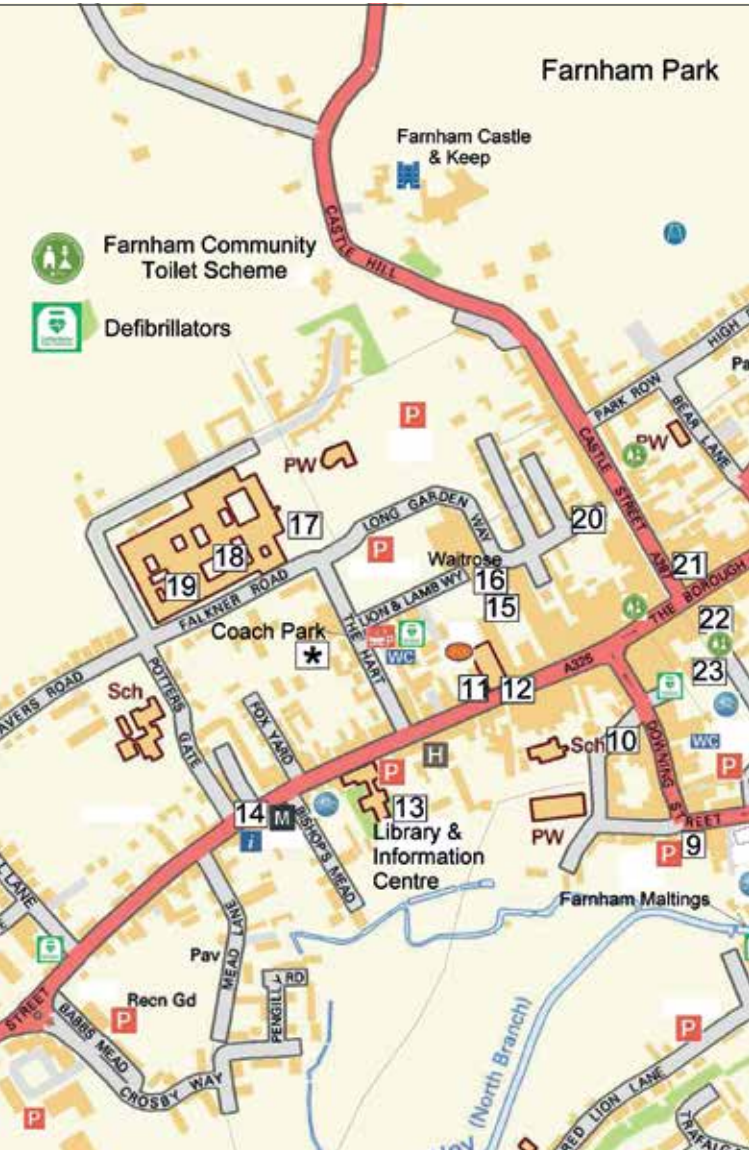 Farnham Park
Farnham Castle
& Keep
CASTLE HILL
Farnham Community
Toilet Scheme
Defibrillators
HIGH
PARK ROW
Pa
BEAR LANE
P
PW
PW
CASTLE STREET
17
LONG GARDEN WAY
20
18
P
Waitrose
A287
21
19
16
FALKNER ROAD
LION & LAMB WY
15
THE BOROUGH
22
Coach Park
*
THE HART
P
WC
A325
23
AVERS ROAD
POTTERS GATE
Sch
11
12
FOX YARD
DOWNING STREET
Sch
10
WC
H
P
P
14
M
13
i
BISHOP'S MEAD
Library &
Information
Centre
PW
9
P
LANE
Farnham Maltings
MEAD LANE
Pav
STREET
Recn Gd
PENGILLY RD
P
BABBS MEAD
P
CROSBY WAY
(North Branch)
RED LION LANE
P
TRAFALG